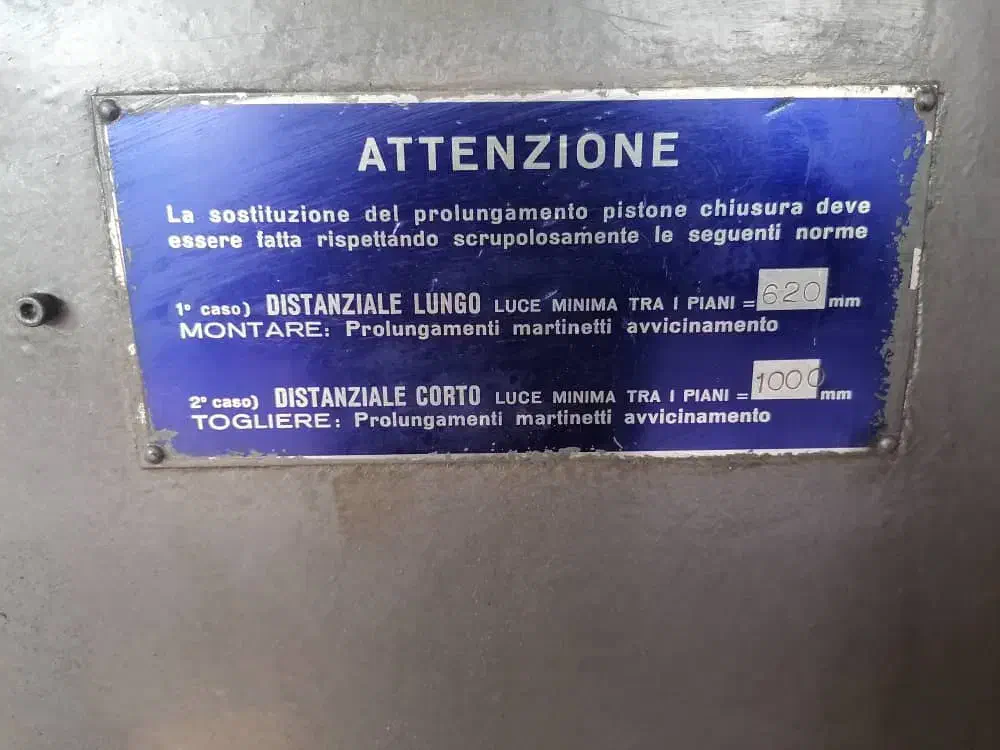 ATTENZIONE
La sostituzione del prolungamento pistone chiusura deve
essere fatta rispettando scrupolosamente le seguenti norme
1° caso) DISTANZIALE LUNGO LUCE MINIMA TRA I PIANI = 620 mm
MONTARE: Prolungamenti martinetti avvicinamento
2° caso) DISTANZIALE CORTO LUCE MINIMA TRA I PIANI = 1000 mm
TOGLIERE: Prolungamenti martinetti avvicinamento